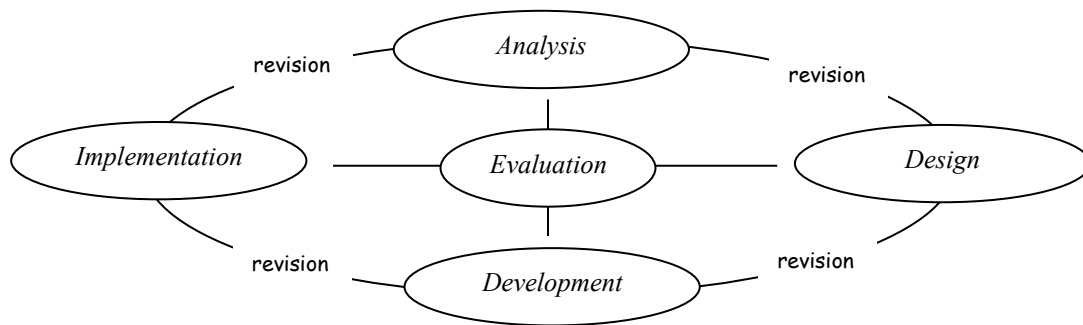 Analysis
revision
revision
Implementation
Evaluation
Design
revision
revision
Development